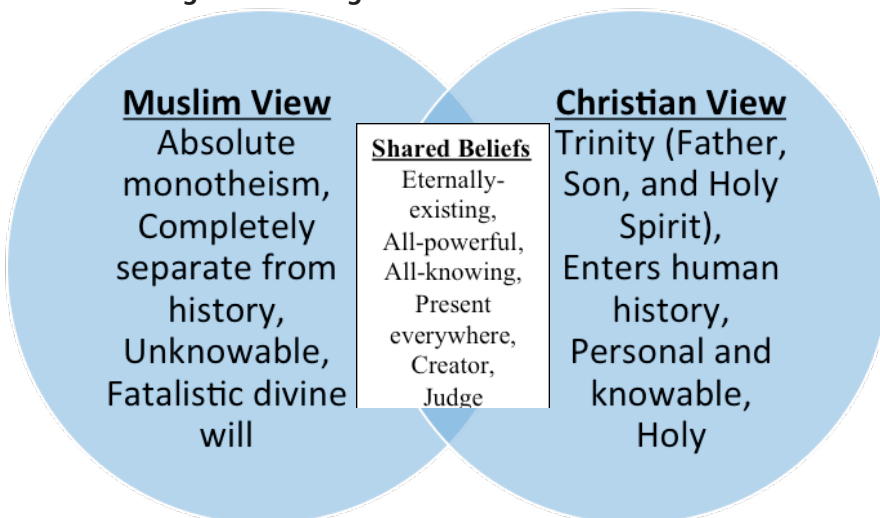 Muslim View
Absolute
monotheism,
Completely
separate from
history,
Unknowable,
Fatalistic divine
will
Shared Beliefs
Eternally-
existing,
All-powerful,
All-knowing,
Present
everywhere,
Creator,
Judge
Christian View
Trinity (Father,
Son, and Holy
Spirit),
Enters human
history,
Personal and
knowable,
Holy